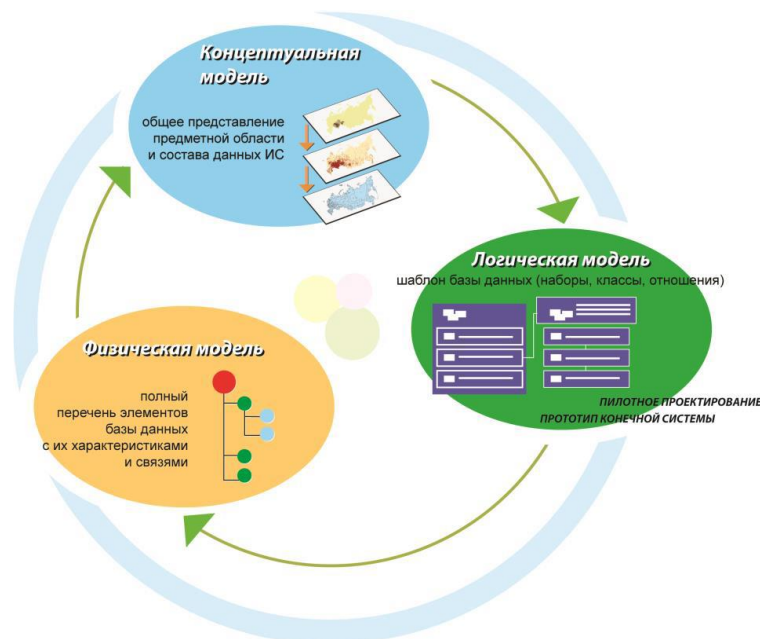 Концептуальная
модель
общее представление
предметной области
и состава данных ИС
Логическая модель
шаблон базы данных (наборы, классы, отношения)
ПИЛОТНОЕ ПРОЕКТИРОВАНИЕ
ПРОТОТИП КОНЕЧНОЙ СИСТЕМЫ
Физическая модель
полный
перечень элементов
базы данных
с их характеристиками
и связями